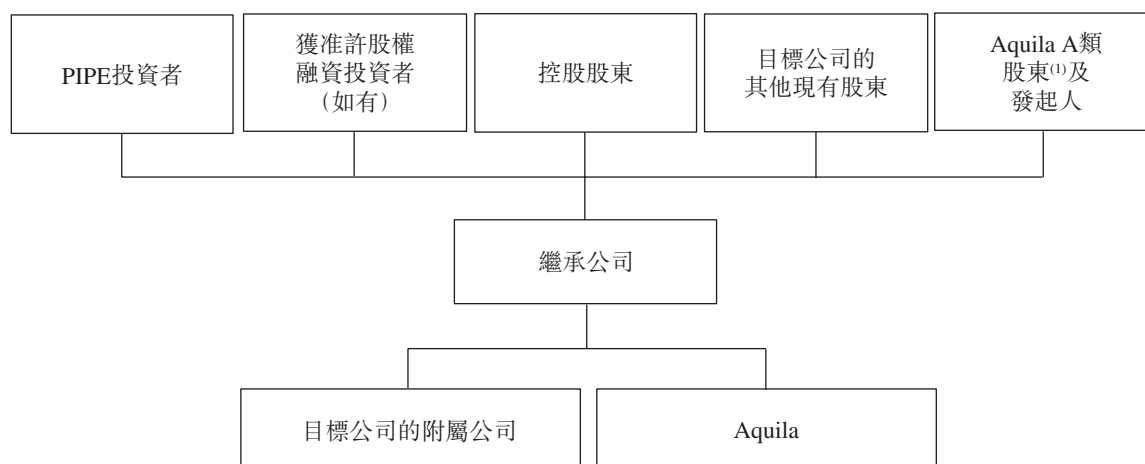 PIPE投資者
獲准許股權
融資投資者
（如有）
控股股東
目標公司的
其他現有股東
Aquila A類
股東(1)及
發起人
繼承公司
目標公司的附屬公司
Aquila